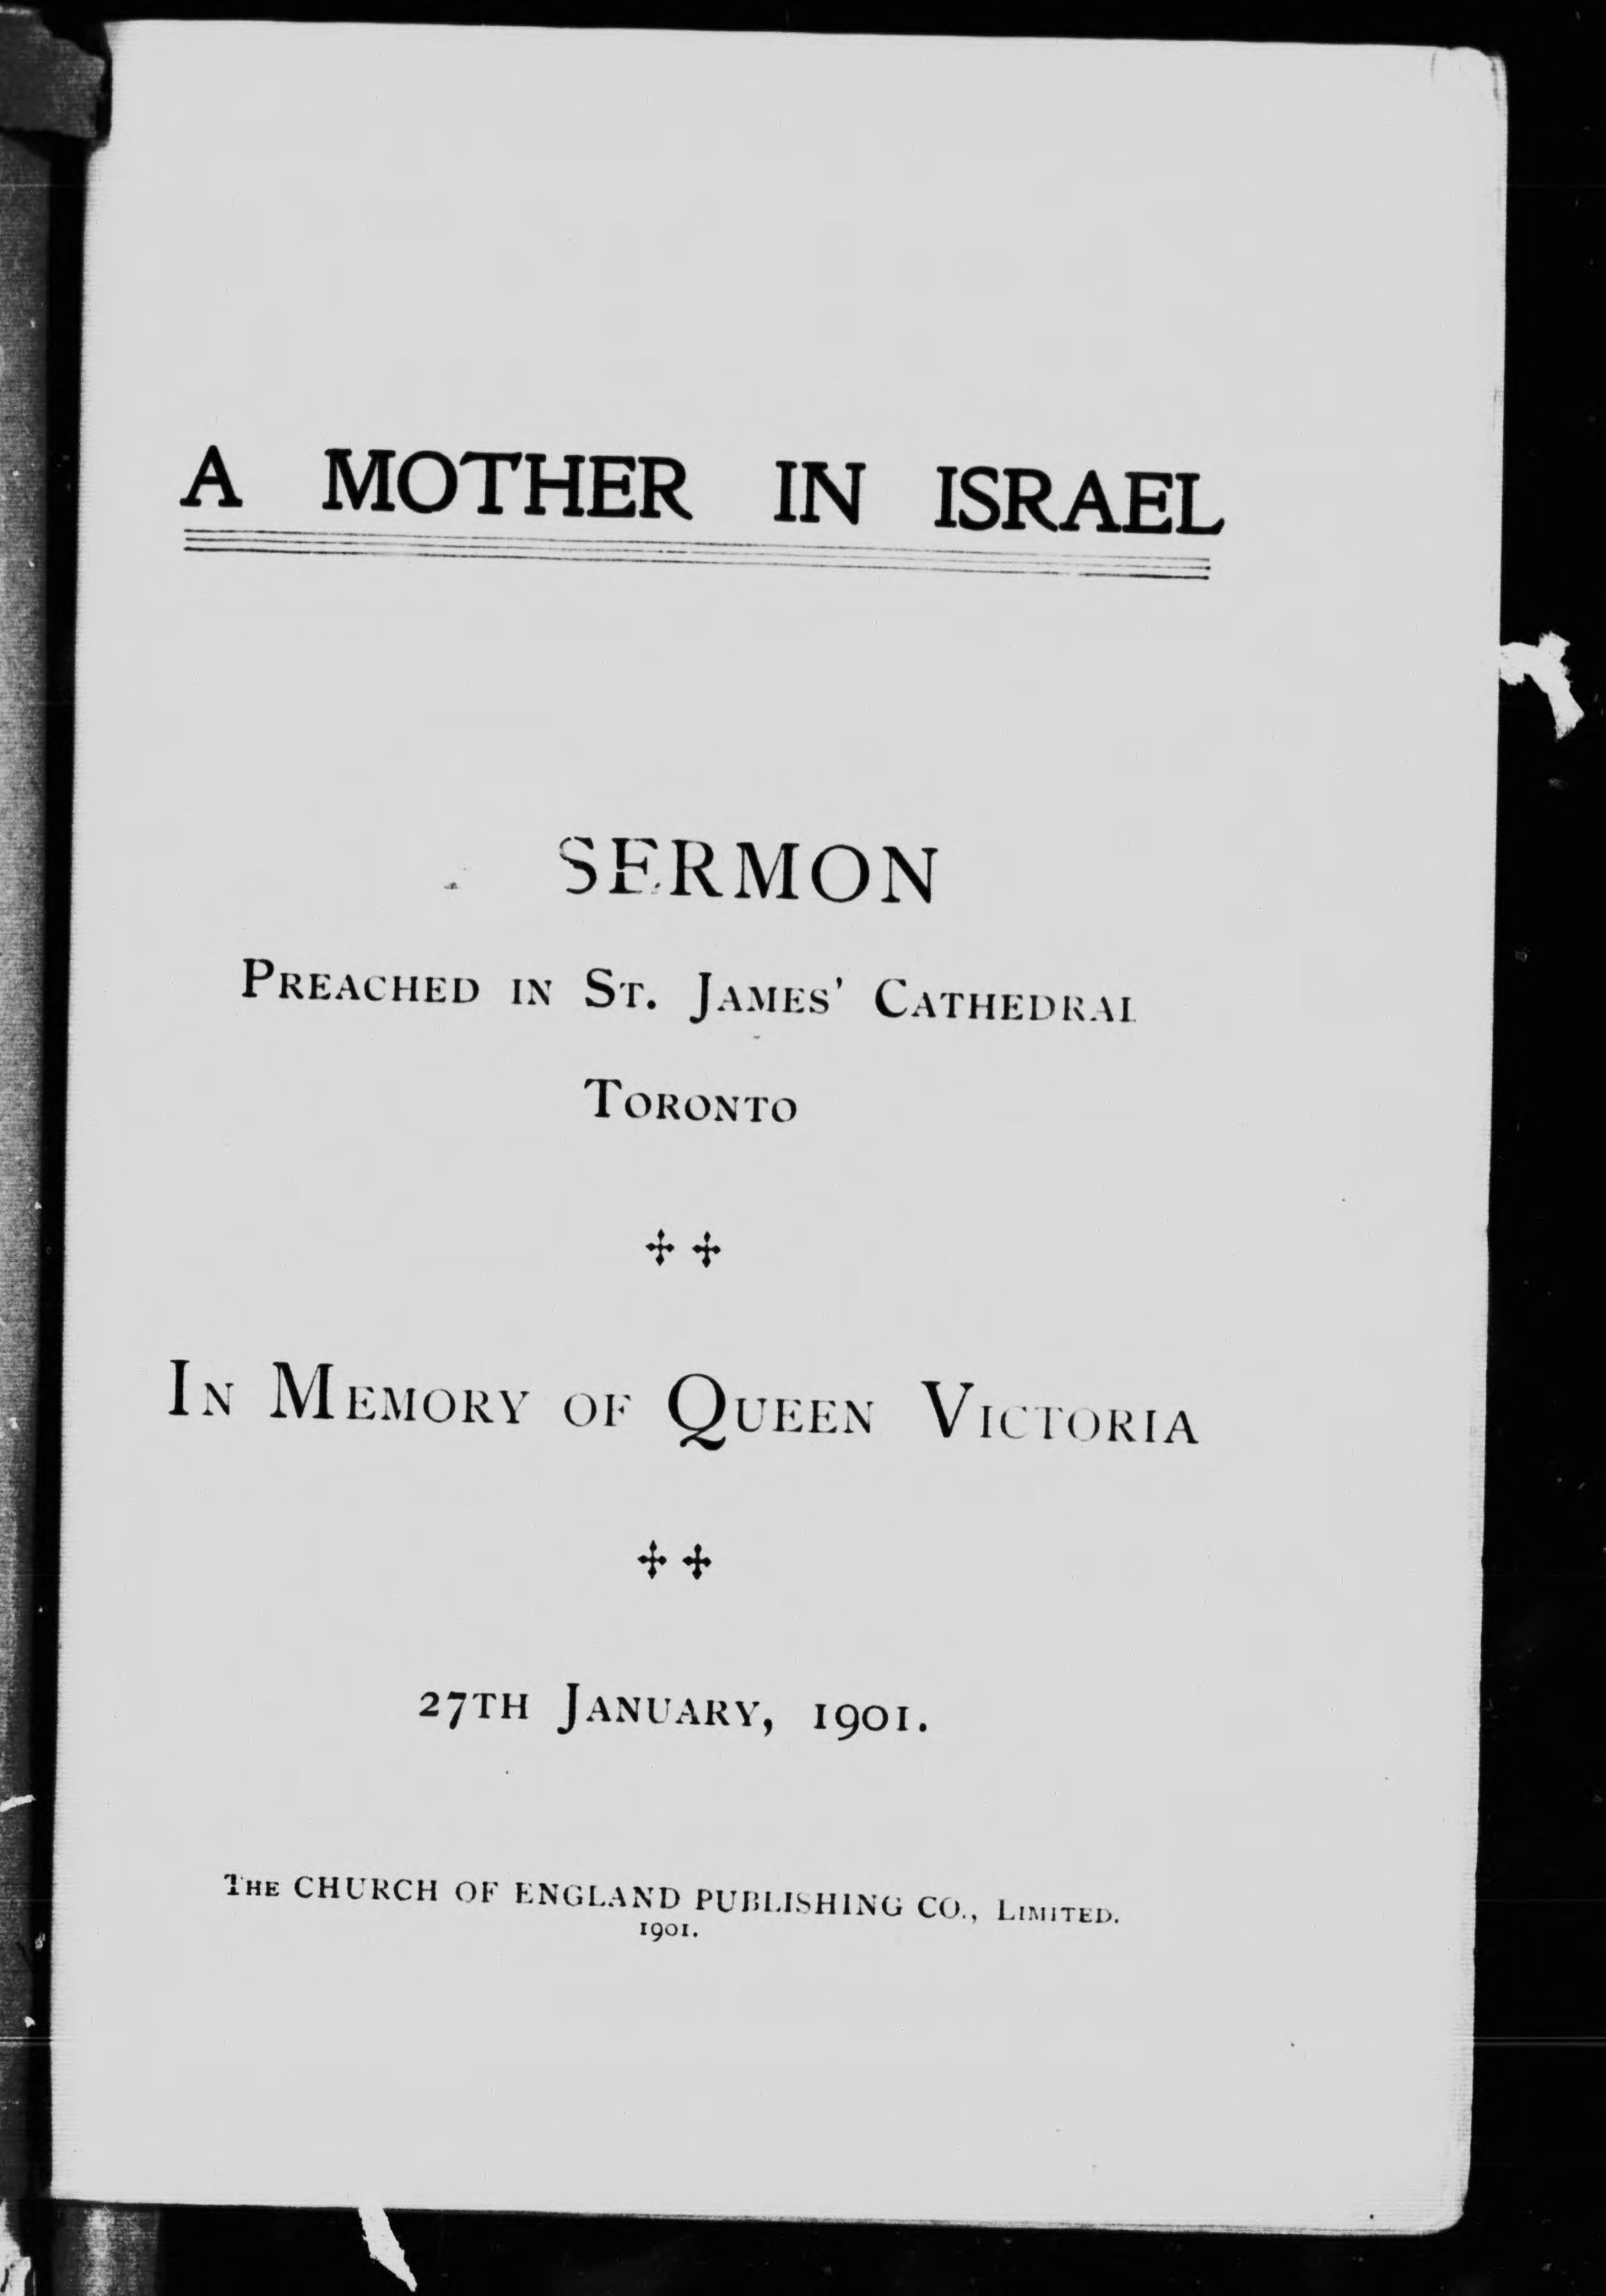 A MOTHER IN ISRAEL
SERMON
PREACHED IN ST. JAMES' CATHEDRAL
TORONTO
IN MEMORY OF QUEEN VICTORIA
27TH JANUARY, 1901.
THE CHURCH OF ENGLAND PUBLISHING CO., LIMITED.
1901.